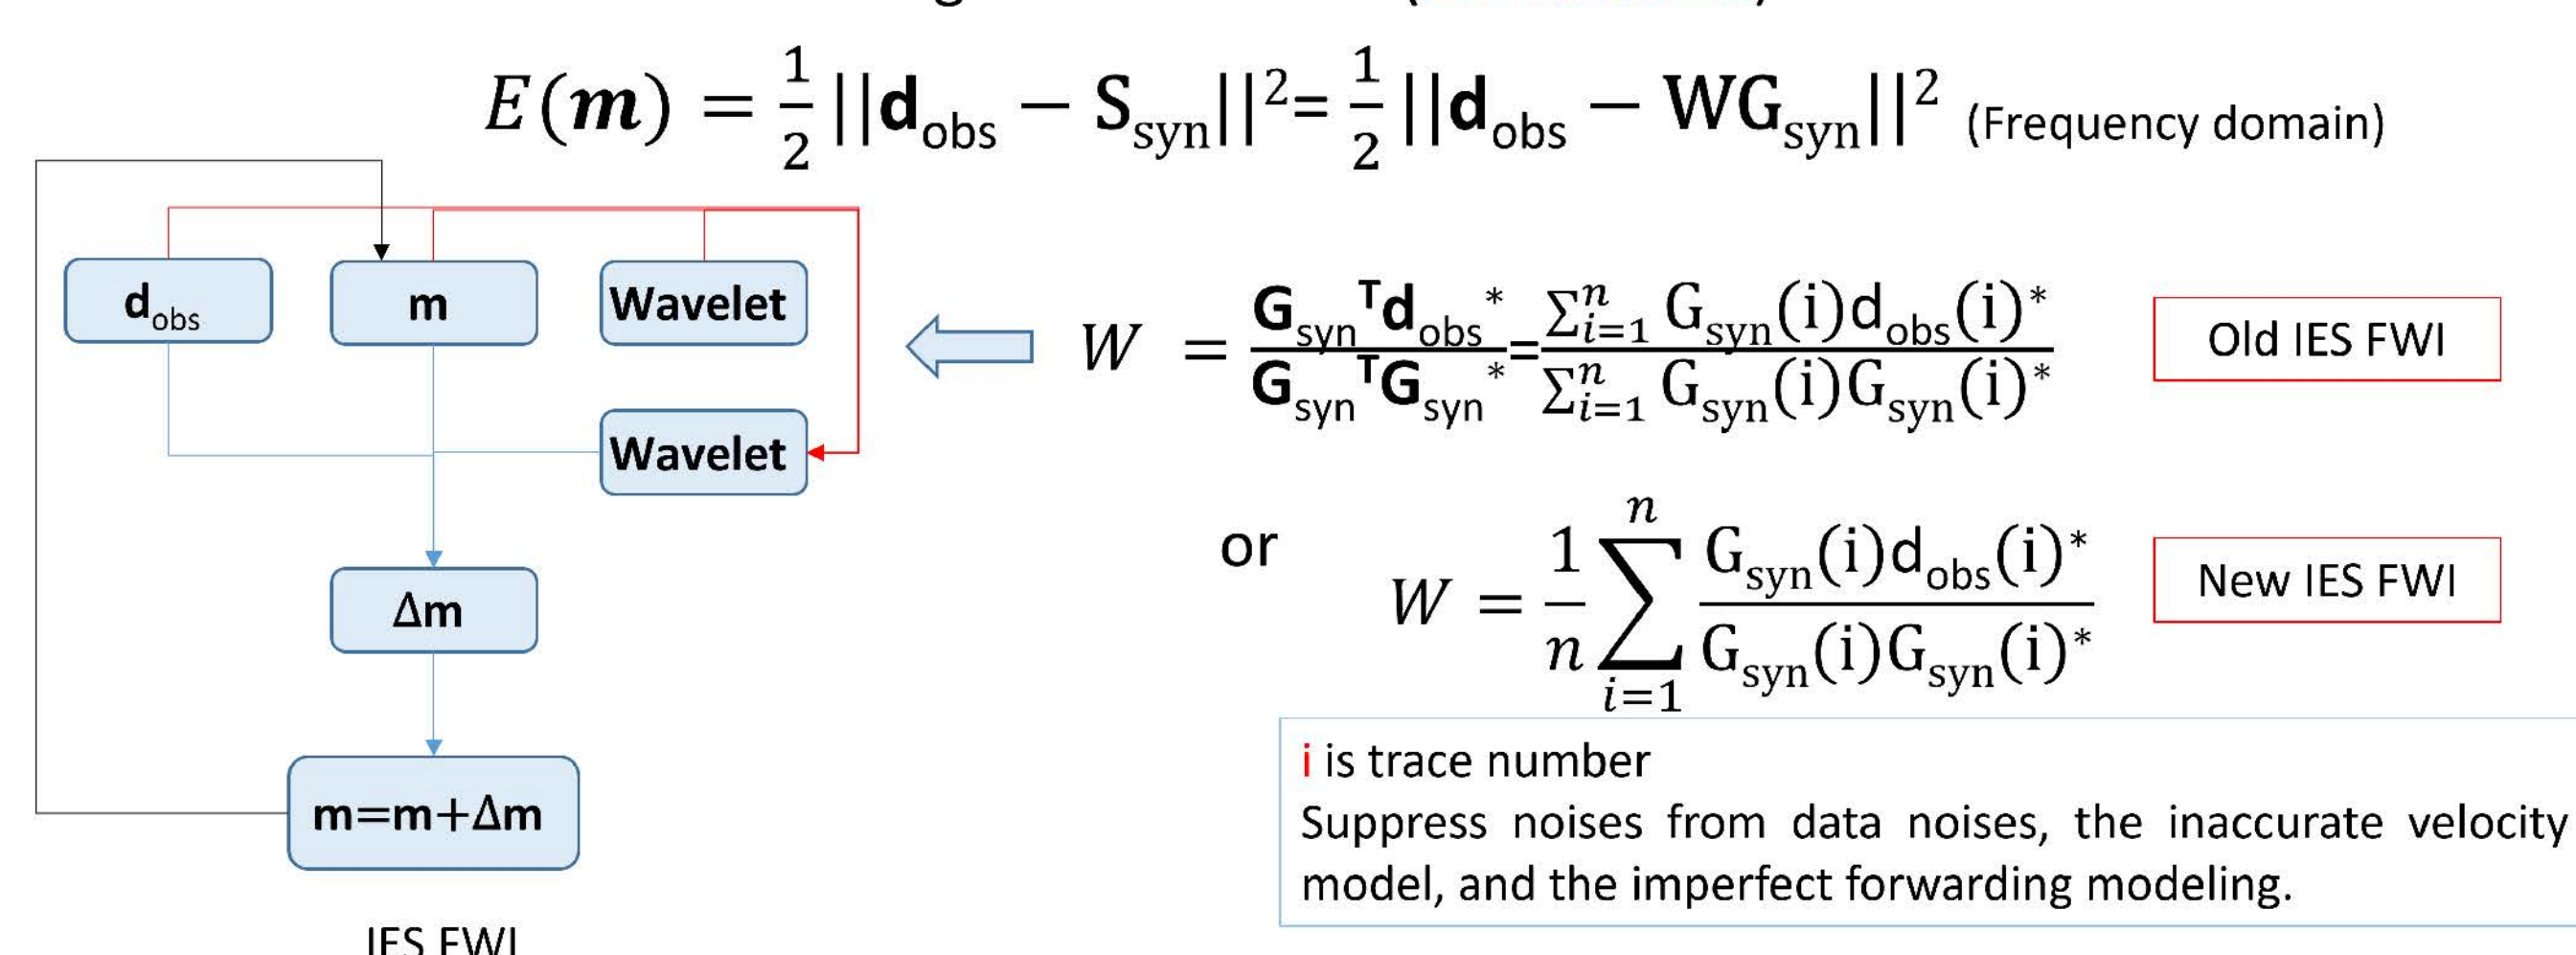 E(m) = 1/2 ||d_obs − S_syn||² = 1/2 ||d_obs − WG_syn||² (Frequency domain)
d_obs
m
Wavelet
Wavelet
Δm
m=m+Δm
IES FWI
W = G_syn^T d_obs^* / G_syn^T G_syn^* = Σ_{i=1}^{n} G_syn(i)d_obs(i)^* / Σ_{i=1}^{n} G_syn(i)G_syn(i)^*
Old IES FWI
or
W = 1/n Σ_{i=1}^{n} G_syn(i)d_obs(i)^* / G_syn(i)G_syn(i)^*
New IES FWI
i is trace number
Suppress noises from data noises, the inaccurate velocity
model, and the imperfect forwarding modeling.